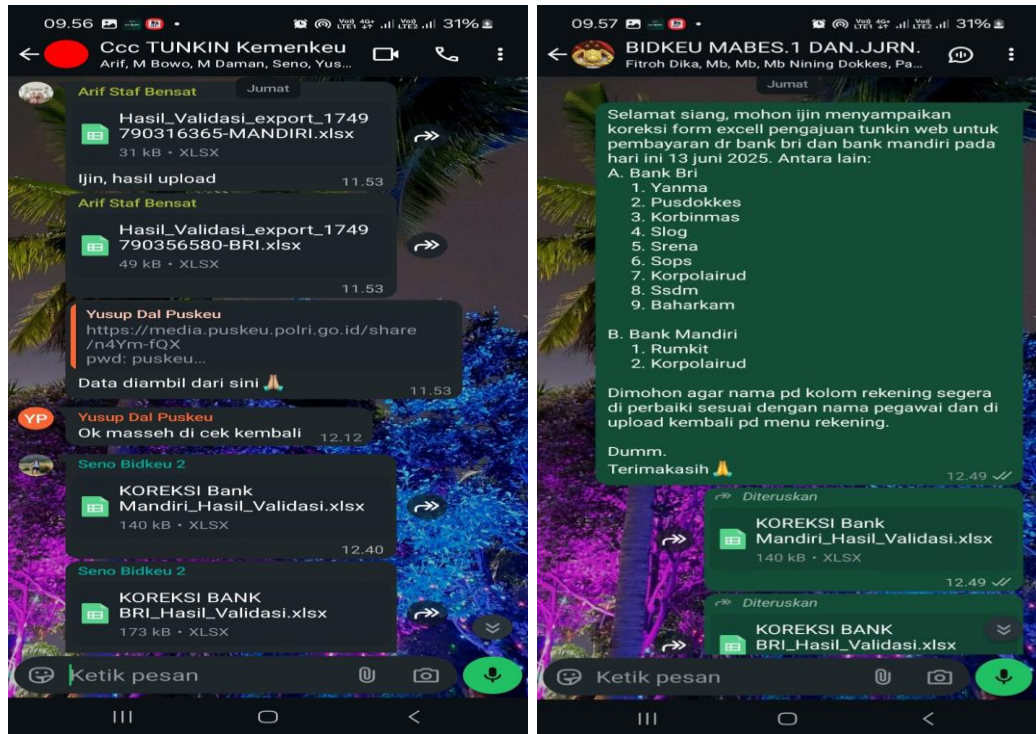 09.56
31%
Ccc TUNKIN Kemenkeu
Arif, M Bowo, M Daman, Seno, Yus...
Jumat
Arif Staf Bensat
Hasil_Validasi_export_1749
790316365-MANDIRI.xlsx
31 kB • XLSX
Ijin, hasil upload
11.53
Arif Staf Bensat
Hasil_Validasi_export_1749
790356580-BRI.xlsx
49 kB • XLSX
11.53
Yusup Dal Puskeu
https://media.puskeu.polri.go.id/share
/n4Ym-fQX
pwd: puskeu...
Data diambil dari sini 🙏
11.53
YP
Yusup Dal Puskeu
Ok masseh di cek kembali 12.12
Seno Bidkeu 2
KOREKSI Bank
Mandiri_Hasil_Validasi.xlsx
140 kB • XLSX
12.40
Seno Bidkeu 2
KOREKSI BANK
BRI_Hasil_Validasi.xlsx
173 kB • XLSX
Ketik pesan
09.57
31%
BIDKEU MABES.1 DAN.JJRN.
Fitroh Dika, Mb, Mb, Mb Nining Dokkes, Pa...
Jumat
Selamat siang, mohon ijin menyampaikan
koreksi form excell pengajuan tunkin web untuk
pembayaran dr bank bri dan bank mandiri pada
hari ini 13 juni 2025. Antara lain:
A. Bank Bri
1. Yanma
2. Pusdokkes
3. Korbinmas
4. Slog
5. Srena
6. Sops
7. Korpolairud
8. Ssdm
9. Baharkam
B. Bank Mandiri
1. Rumkit
2. Korpolairud
Dimohon agar nama pd kolom rekening segera
di perbaiki sesuai dengan nama pegawai dan di
upload kembali pd menu rekening.
Dumm.
Terimakasih 🙏
12.49
Diteruskan
KOREKSI Bank
Mandiri_Hasil_Validasi.xlsx
140 kB • XLSX
12.49
Diteruskan
KOREKSI BANK
BRI_Hasil_Validasi.xlsx
Ketik pesan